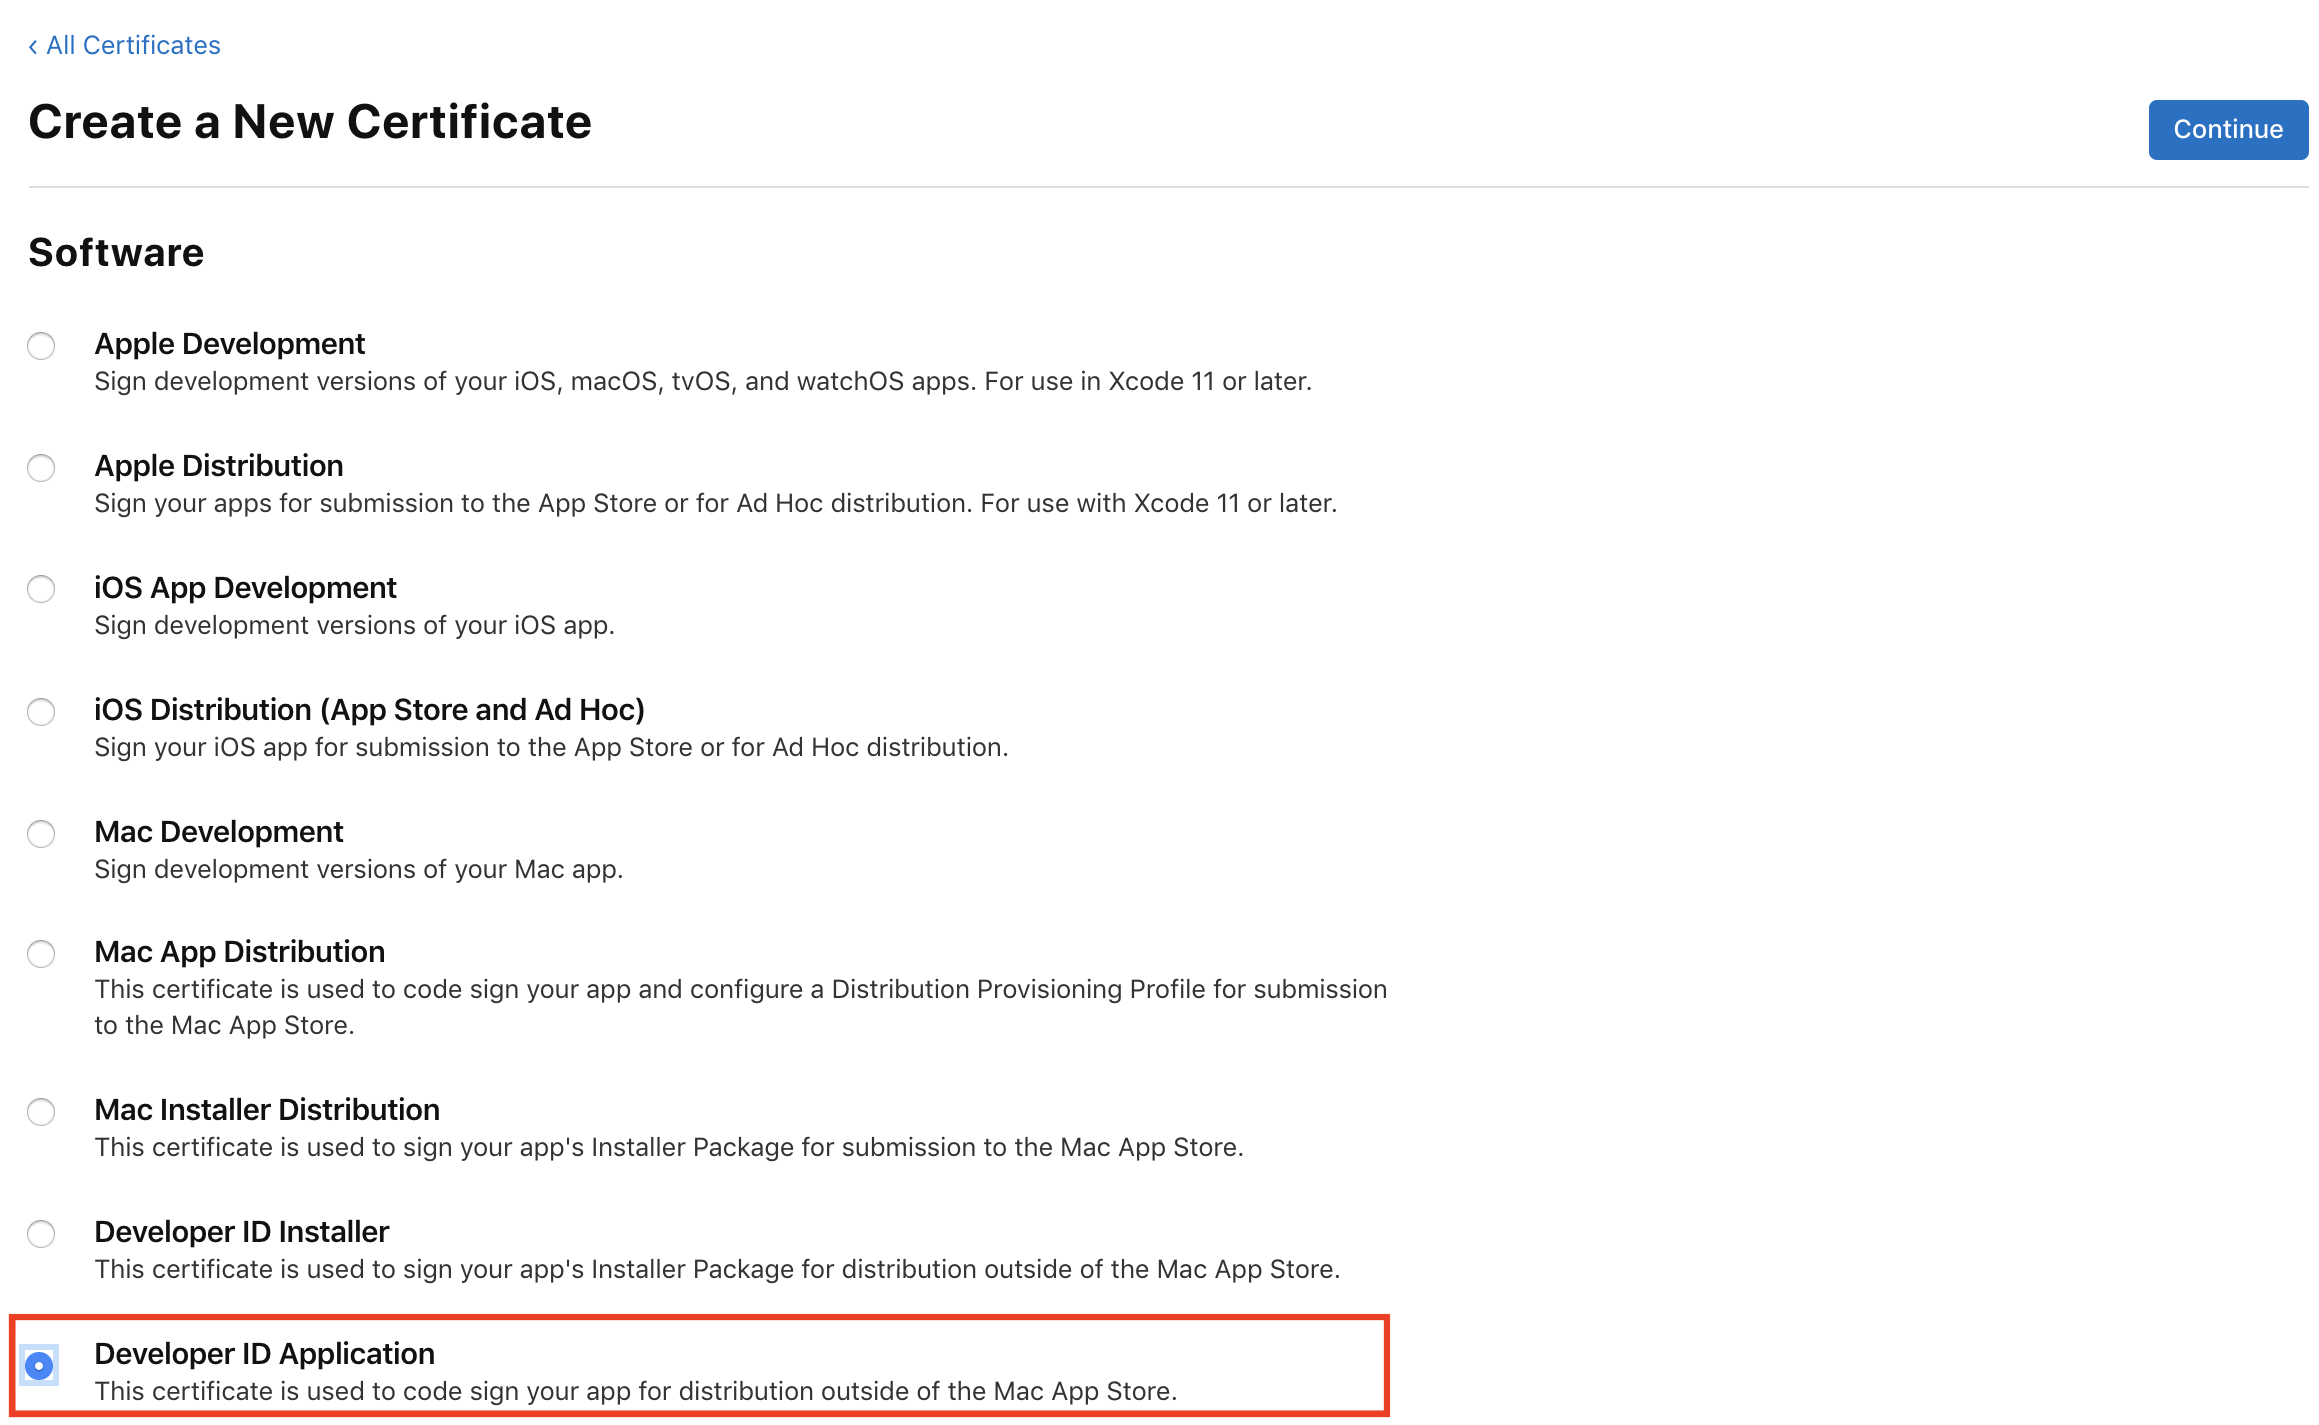 ‹ All Certificates
Create a New Certificate
Continue
Software
Apple Development
Sign development versions of your iOS, macOS, tvOS, and watchOS apps. For use in Xcode 11 or later.
Apple Distribution
Sign your apps for submission to the App Store or for Ad Hoc distribution. For use with Xcode 11 or later.
iOS App Development
Sign development versions of your iOS app.
iOS Distribution (App Store and Ad Hoc)
Sign your iOS app for submission to the App Store or for Ad Hoc distribution.
Mac Development
Sign development versions of your Mac app.
Mac App Distribution
This certificate is used to code sign your app and configure a Distribution Provisioning Profile for submission
to the Mac App Store.
Mac Installer Distribution
This certificate is used to sign your app's Installer Package for submission to the Mac App Store.
Developer ID Installer
This certificate is used to sign your app's Installer Package for distribution outside of the Mac App Store.
Developer ID Application
This certificate is used to code sign your app for distribution outside of the Mac App Store.